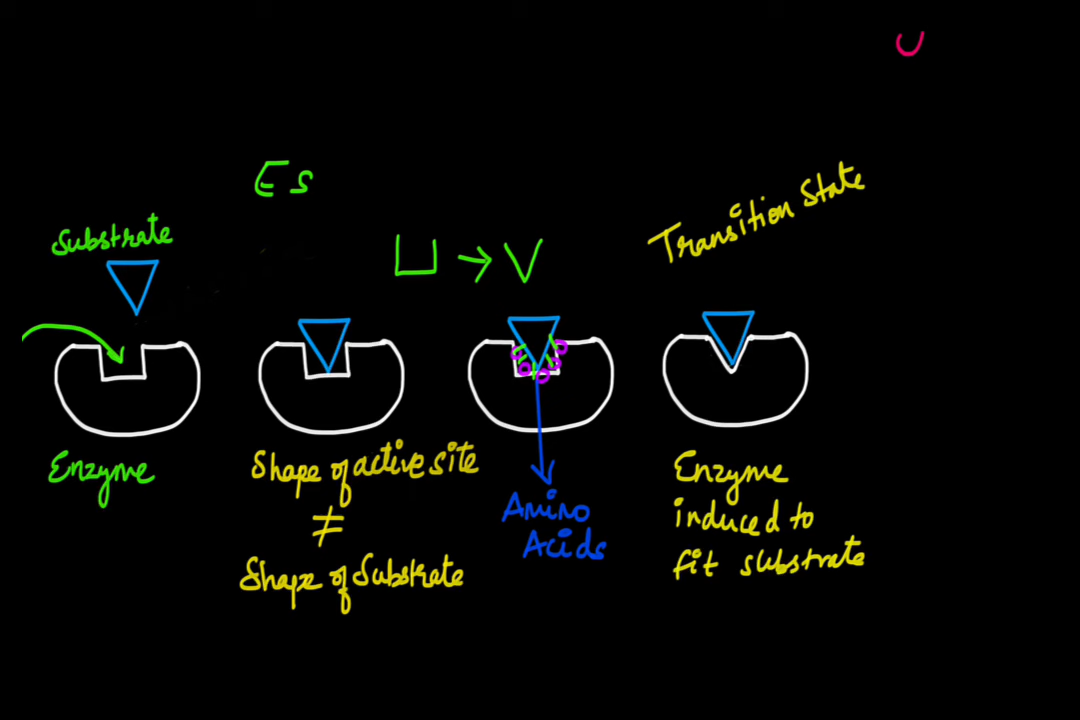 U
Es
Transition State
Substrate
⊔ → V
Enzyme
Shape of active site
≠
Shape of Substrate
Amino
Acids
Enzyme
induced to
fit substrate